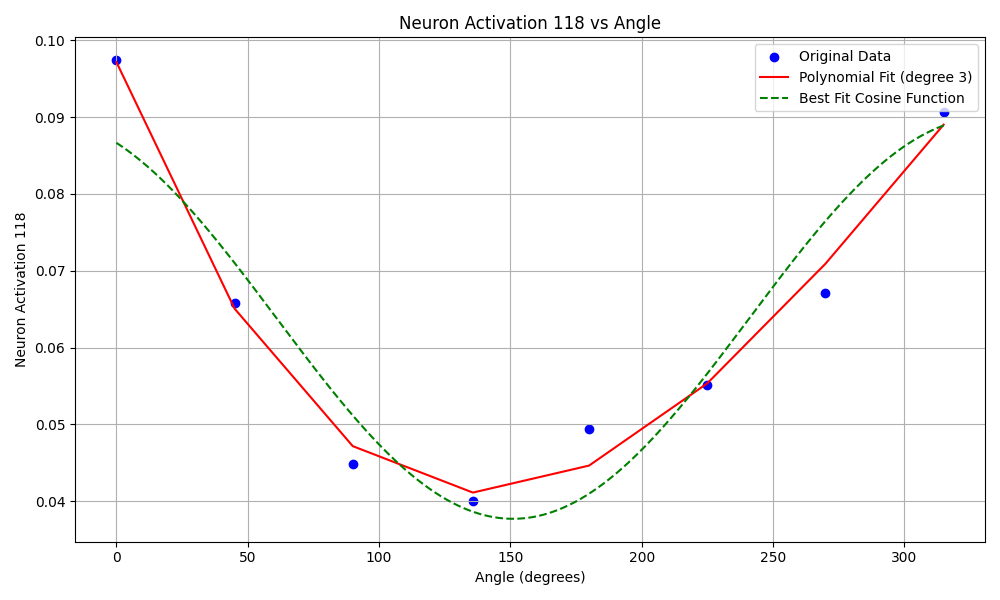 Neuron Activation 118 vs Angle
Original Data
Polynomial Fit (degree 3)
Best Fit Cosine Function
0.10
0.09
0.08
0.07
0.06
0.05
0.04
Neuron Activation 118
0
50
100
150
200
250
300
Angle (degrees)